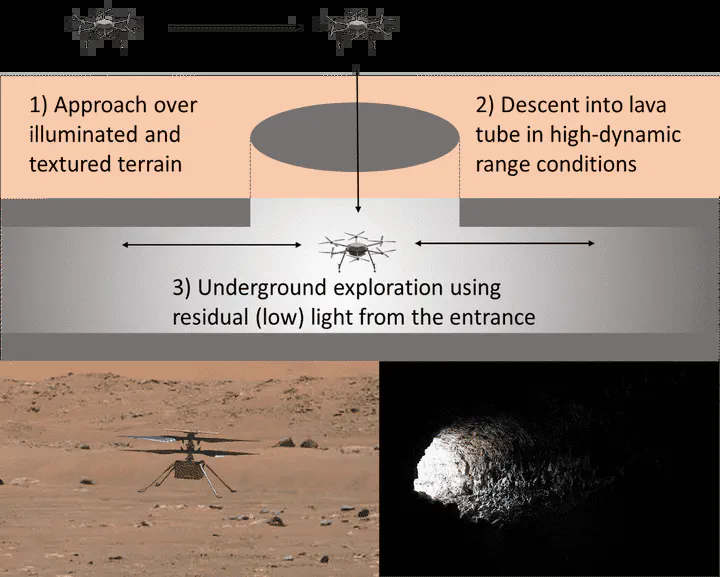 1) Approach over
illuminated and
textured terrain
2) Descent into lava
tube in high-dynamic
range conditions
3) Underground exploration using
residual (low) light from the entrance